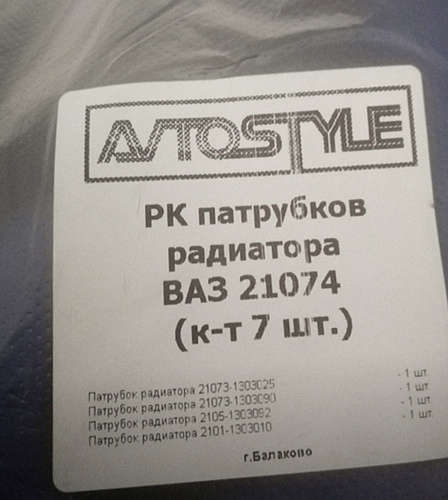 AVTOSTYLE
РК патрубков
радиатора
ВАЗ 21074
(к-т 7 шт.)
Патрубок радиатора 21073-1303025 - 1 шт.
Патрубок радиатора 21073-1303090 - 1 шт.
Патрубок радиатора 2105-1303092 - 1 шт.
Патрубок радиатора 2101-1303010 - 1 шт.
г.Балаково